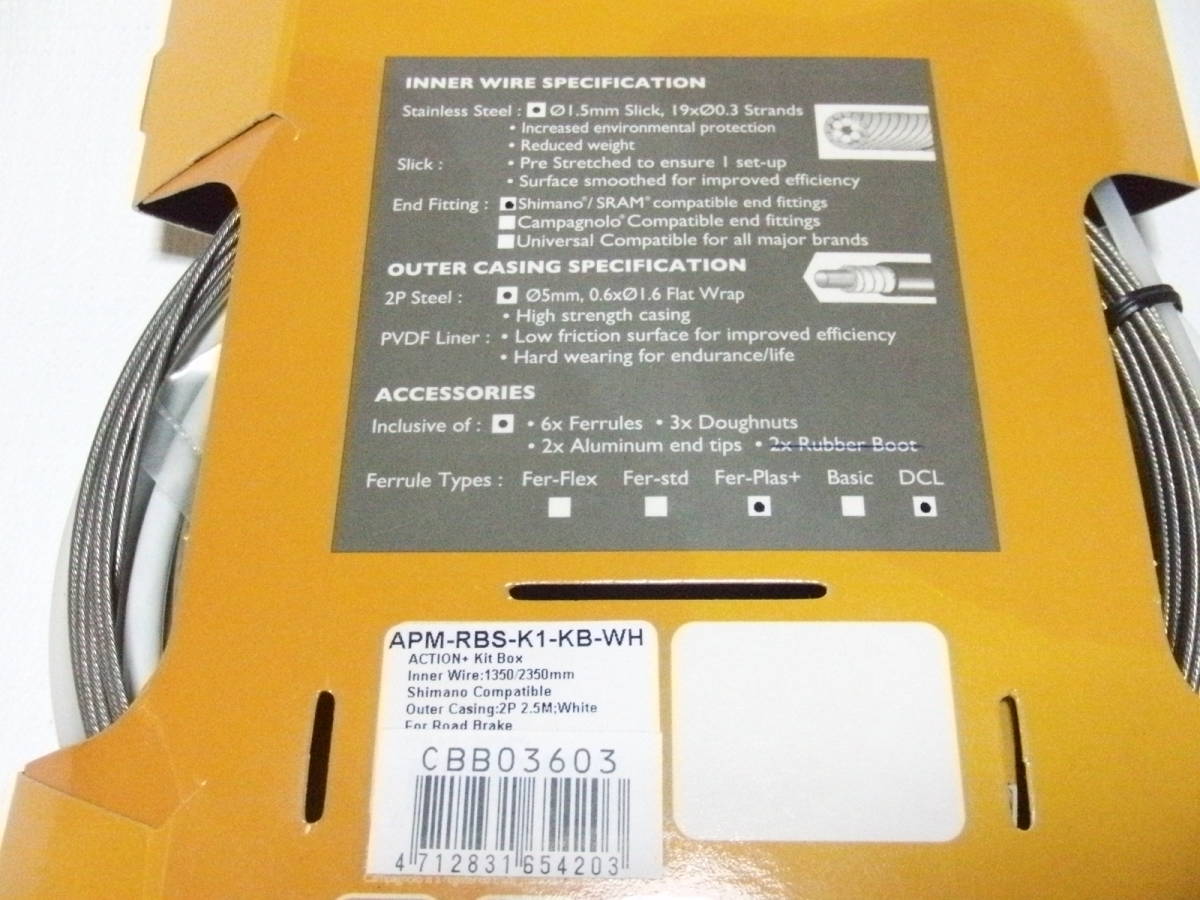 INNER WIRE SPECIFICATION
Stainless Steel : Ø1.5mm Slick, 19xØ0.3 Strands
• Increased environmental protection
• Reduced weight
Slick : • Pre Stretched to ensure 1 set-up
• Surface smoothed for improved efficiency
End Fitting : Shimano®/ SRAM® compatible end fittings
Campagnolo® Compatible end fittings
Universal Compatible for all major brands
OUTER CASING SPECIFICATION
2P Steel : Ø5mm, 0.6xØ1.6 Flat Wrap
• High strength casing
PVDF Liner : • Low friction surface for improved efficiency
• Hard wearing for endurance/life
ACCESSORIES
Inclusive of : • 6x Ferrules • 3x Doughnuts
• 2x Aluminum end tips • 2x Rubber Boot
Ferrule Types : Fer-Flex Fer-std Fer-Plas+ Basic DCL
APM-RBS-K1-KB-WH
ACTION+ Kit Box
Inner Wire:1350/2350mm
Shimano Compatible
Outer Casing:2P 2.5M;White
For Road Brake
CBB03603
4 712831 654203